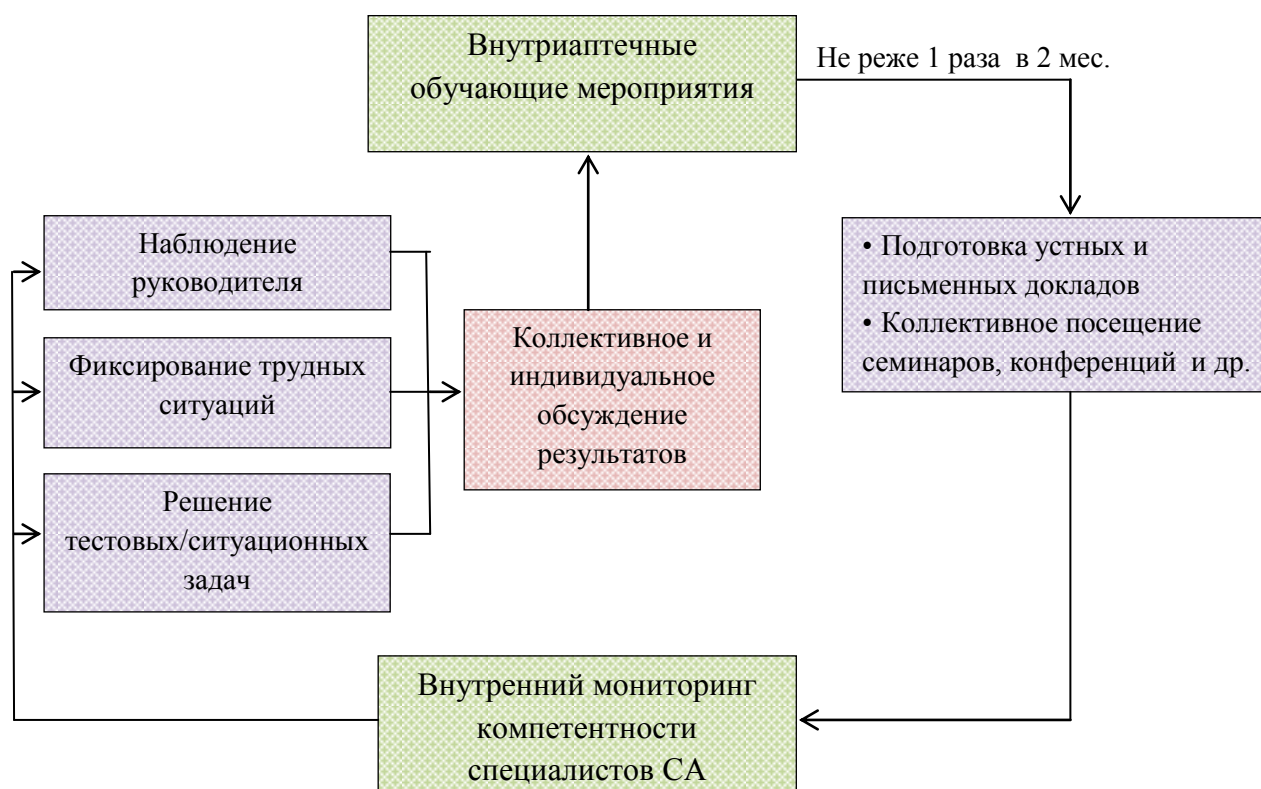 Внутриаптечные
обучающие мероприятия
Не реже 1 раза в 2 мес.
Наблюдение
руководителя
Фиксирование трудных
ситуаций
Решение
тестовых/ситуационных
задач
Коллективное и
индивидуальное
обсуждение
результатов
• Подготовка устных и
письменных докладов
• Коллективное посещение
семинаров, конференций и др.
Внутренний мониторинг
компетентности
специалистов СА